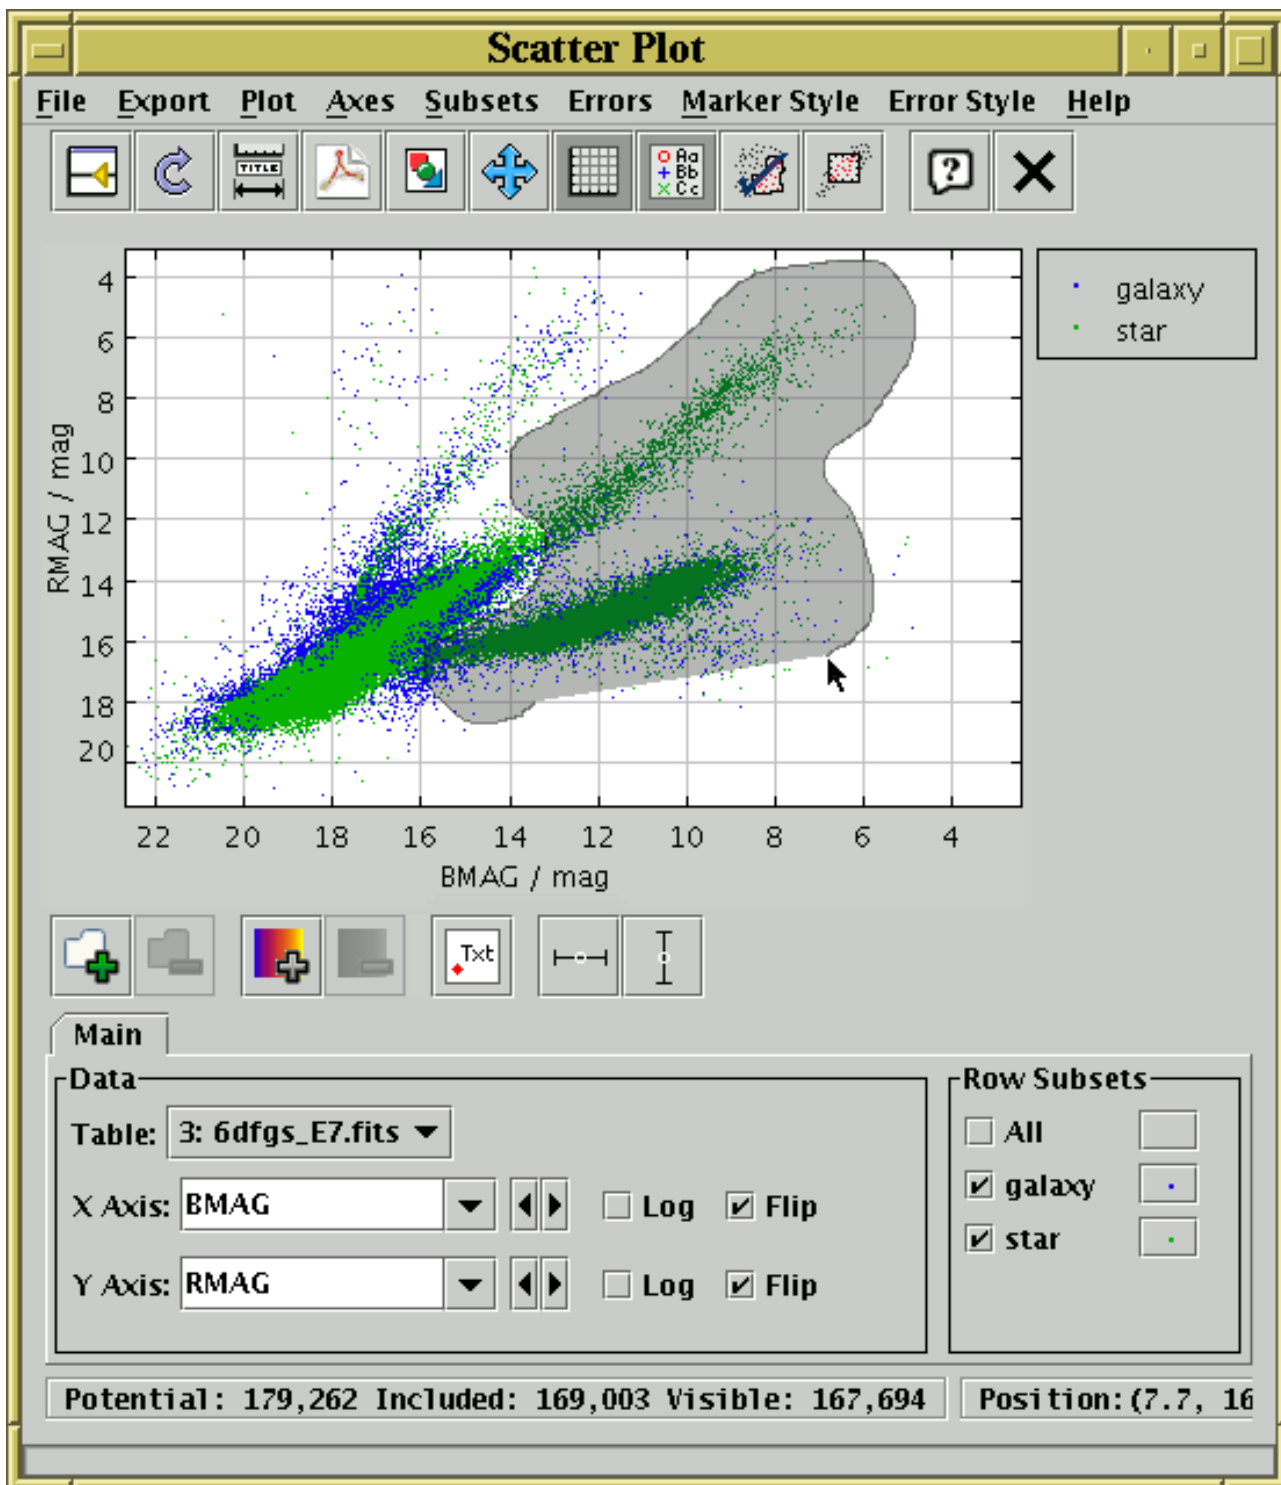 Scatter Plot
File Export Plot Axes Subsets Errors Marker Style Error Style Help
TITLE
Aa
Bb
Cc
?
galaxy
star
4
6
8
10
12
14
16
18
20
RMAG / mag
22 20 18 16 14 12 10 8 6 4
BMAG / mag
Txt
Main
Data
Table: 3: 6dfgs_E7.fits
X Axis: BMAG Log Flip
Y Axis: RMAG Log Flip
Row Subsets
All
galaxy
star
Potential: 179,262 Included: 169,003 Visible: 167,694
Position: (7.7, 16